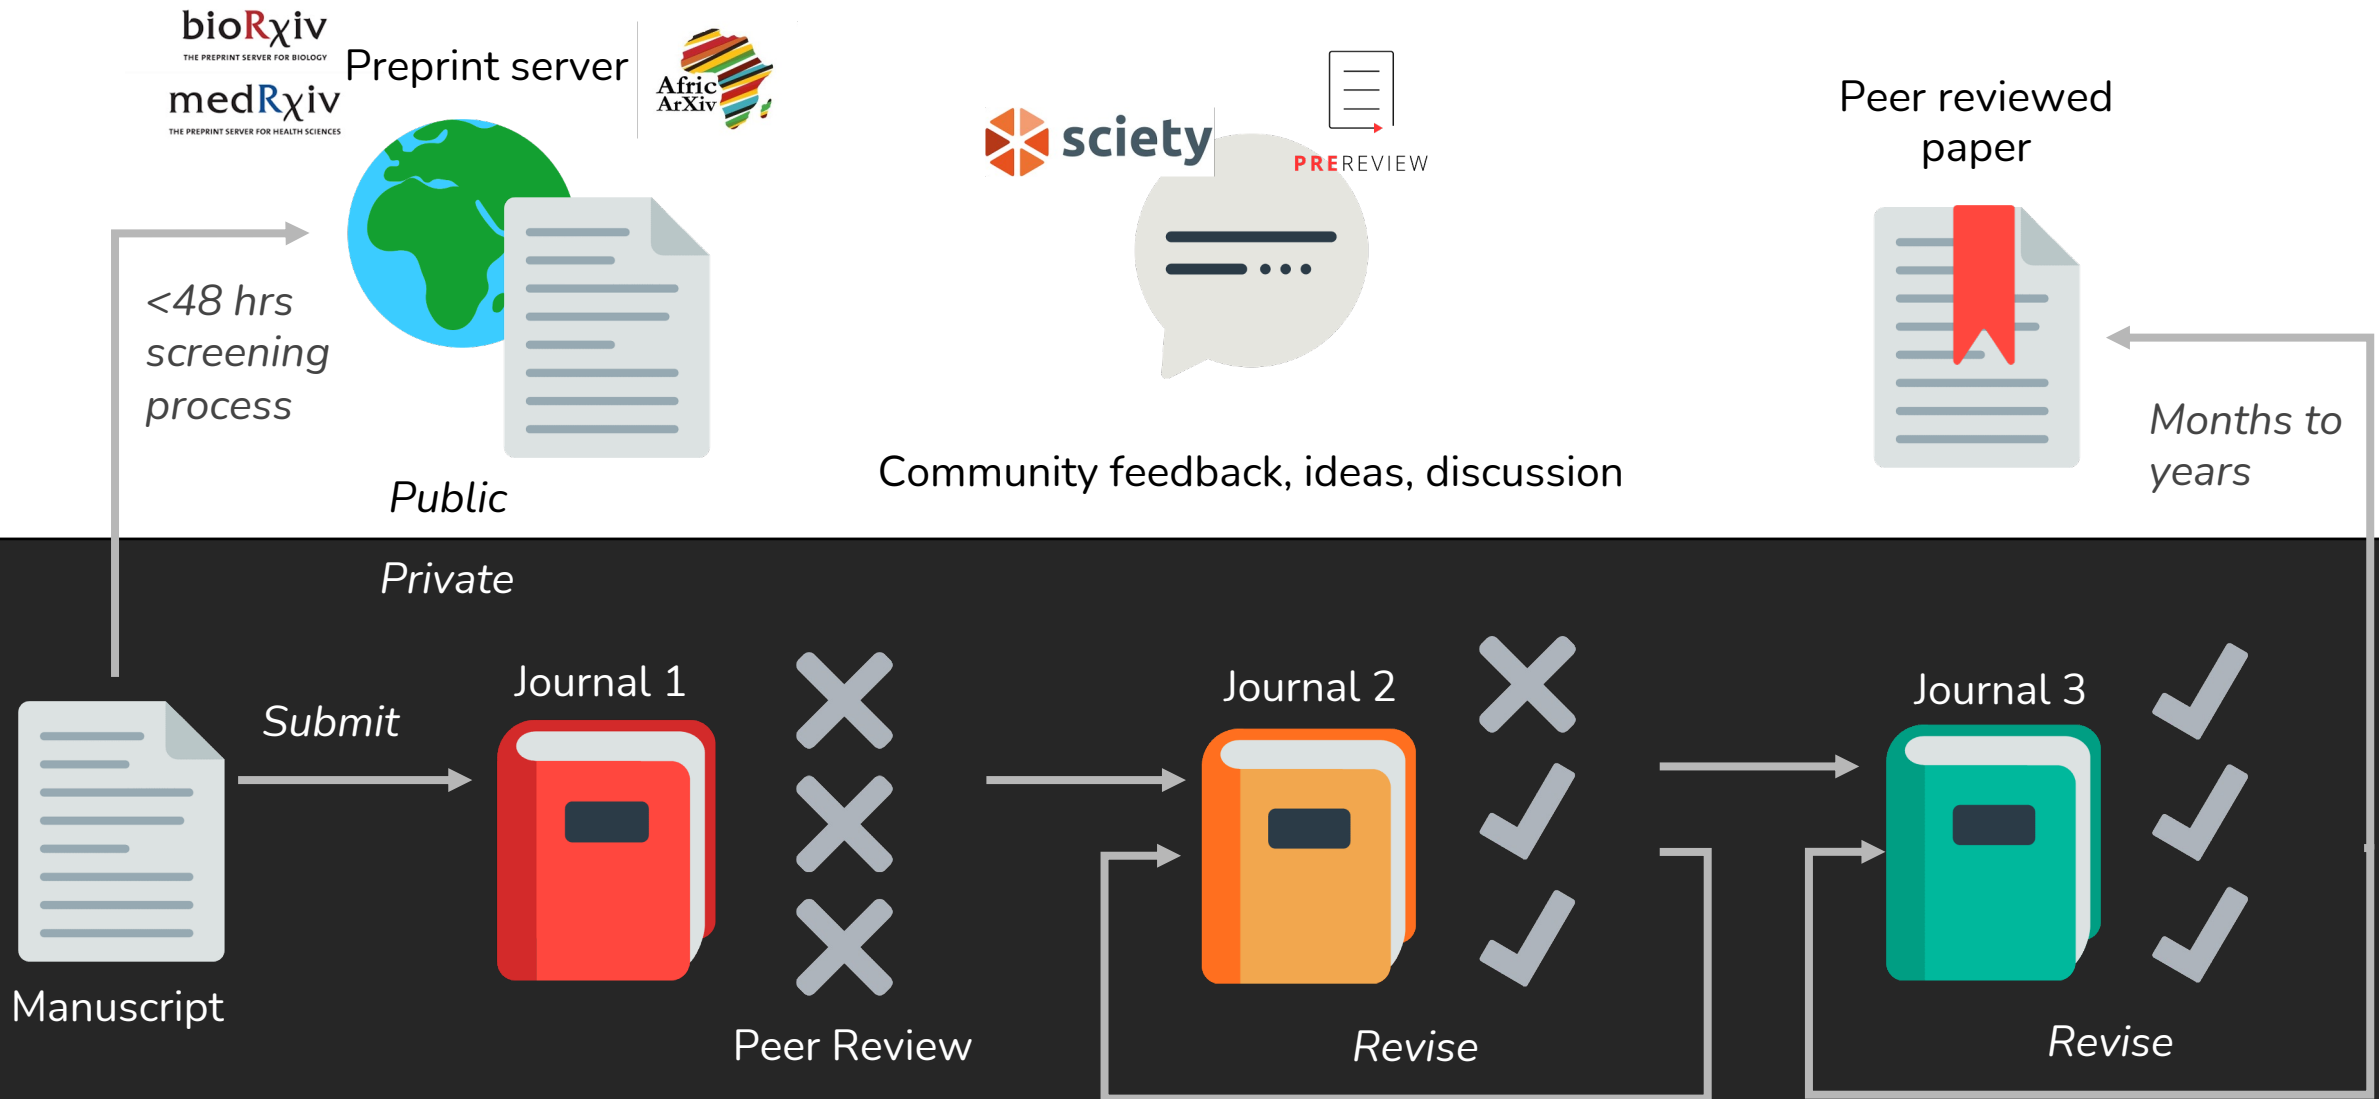 bioRχiv
THE PREPRINT SERVER FOR BIOLOGY
medRχiv
THE PREPRINT SERVER FOR HEALTH SCIENCES
Preprint server
Afric
ArXiv
sciety
PREREVIEW
Peer reviewed
paper
<48 hrs
screening
process
Months to
years
Community feedback, ideas, discussion
Public
Private
Submit
Journal 1
Journal 2
Journal 3
Manuscript
Peer Review
Revise
Revise